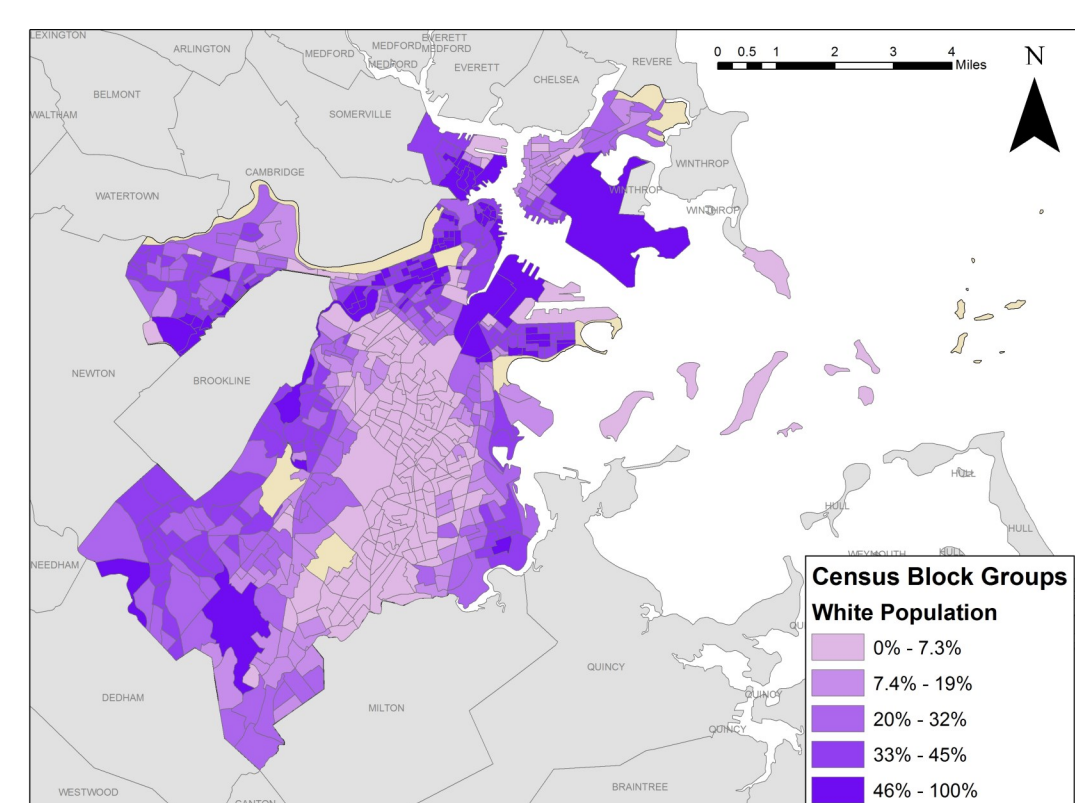 LEXINGTON
ARLINGTON
MEDFORD
MEDFORD
EVERETT
MEDFORD
MEDFORD
EVERETT
CHELSEA
REVERE
0 0.5 1 2 3 4
Miles
N
BELMONT
WALTHAM
SOMERVILLE
WINTHROP
CAMBRIDGE
WATERTOWN
WINTHROP
WINTHROP
NEWTON
BROOKLINE
HULL
HULL
HULL
WEYMOUTH
HULL
NEEDHAM
Census Block Groups
White Population
0% - 7.3%
7.4% - 19%
20% - 32%
33% - 45%
46% - 100%
QUINCY
QUINCY
QUINCY
DEDHAM
MILTON
BRAINTREE
WESTWOOD
CANTON